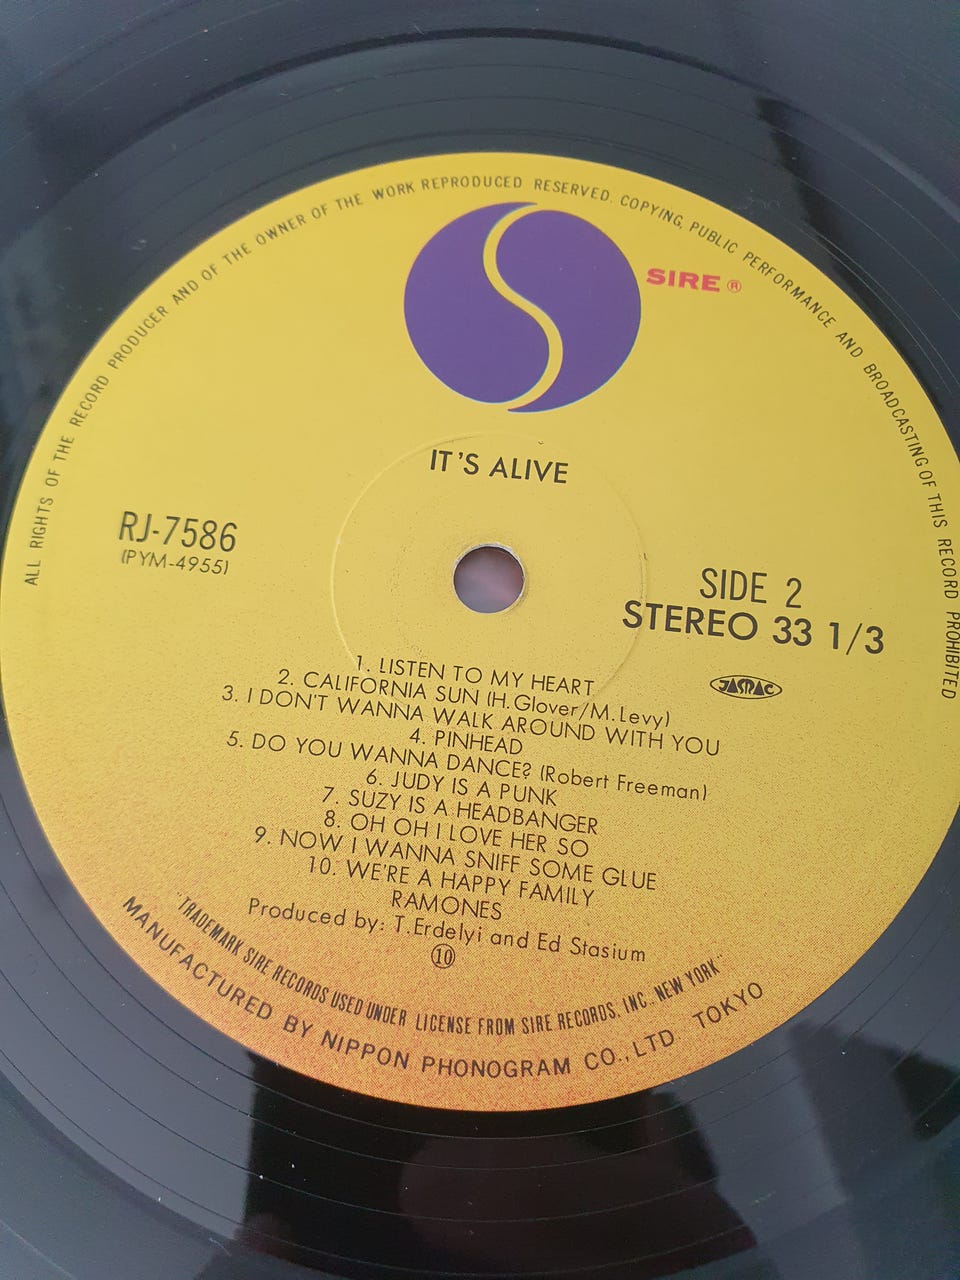 ALL RIGHTS OF THE RECORD PRODUCER AND OF THE OWNER OF THE WORK REPRODUCED RESERVED. COPYING, PUBLIC PERFORMANCE AND BROADCASTING OF THIS RECORD PROHIBITED
SIRE ®
IT'S ALIVE
RJ-7586
(PYM-4955)
SIDE 2
STEREO 33 1/3
JASRAC
1. LISTEN TO MY HEART
2. CALIFORNIA SUN (H.Glover/M.Levy)
3. I DON'T WANNA WALK AROUND WITH YOU
4. PINHEAD
5. DO YOU WANNA DANCE? (Robert Freeman)
6. JUDY IS A PUNK
7. SUZY IS A HEADBANGER
8. OH OH I LOVE HER SO
9. NOW I WANNA SNIFF SOME GLUE
10. WE'RE A HAPPY FAMILY
RAMONES
Produced by: T.Erdelyi and Ed Stasium
⑩
"TRADEMARK SIRE RECORDS USED UNDER LICENSE FROM SIRE RECORDS, INC., NEW YORK"
MANUFACTURED BY NIPPON PHONOGRAM CO., LTD TOKYO